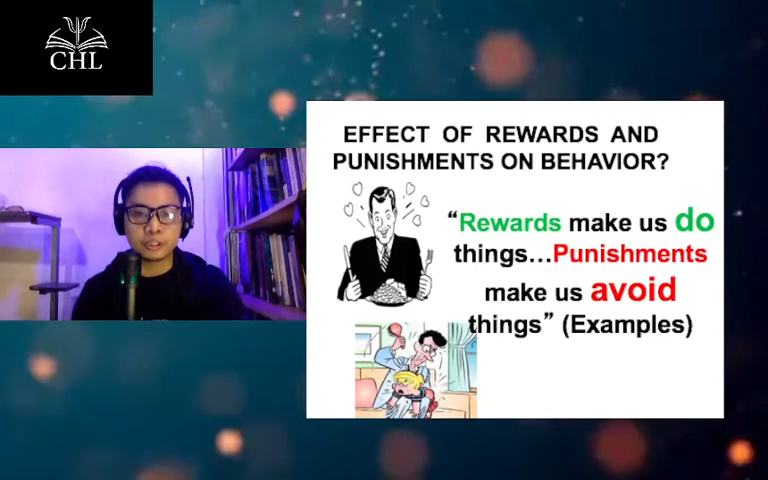 CHL
EFFECT OF REWARDS AND
PUNISHMENTS ON BEHAVIOR?
“Rewards make us do
things...Punishments
make us avoid
things” (Examples)